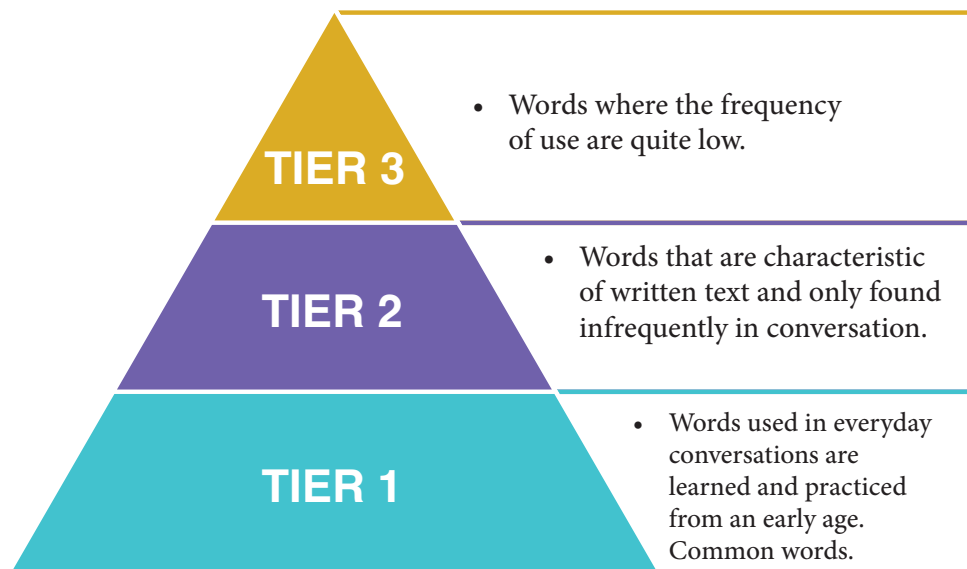 TIER 3
• Words where the frequency
of use are quite low.
TIER 2
• Words that are characteristic
of written text and only found
infrequently in conversation.
TIER 1
• Words used in everyday
conversations are
learned and practiced
from an early age.
Common words.